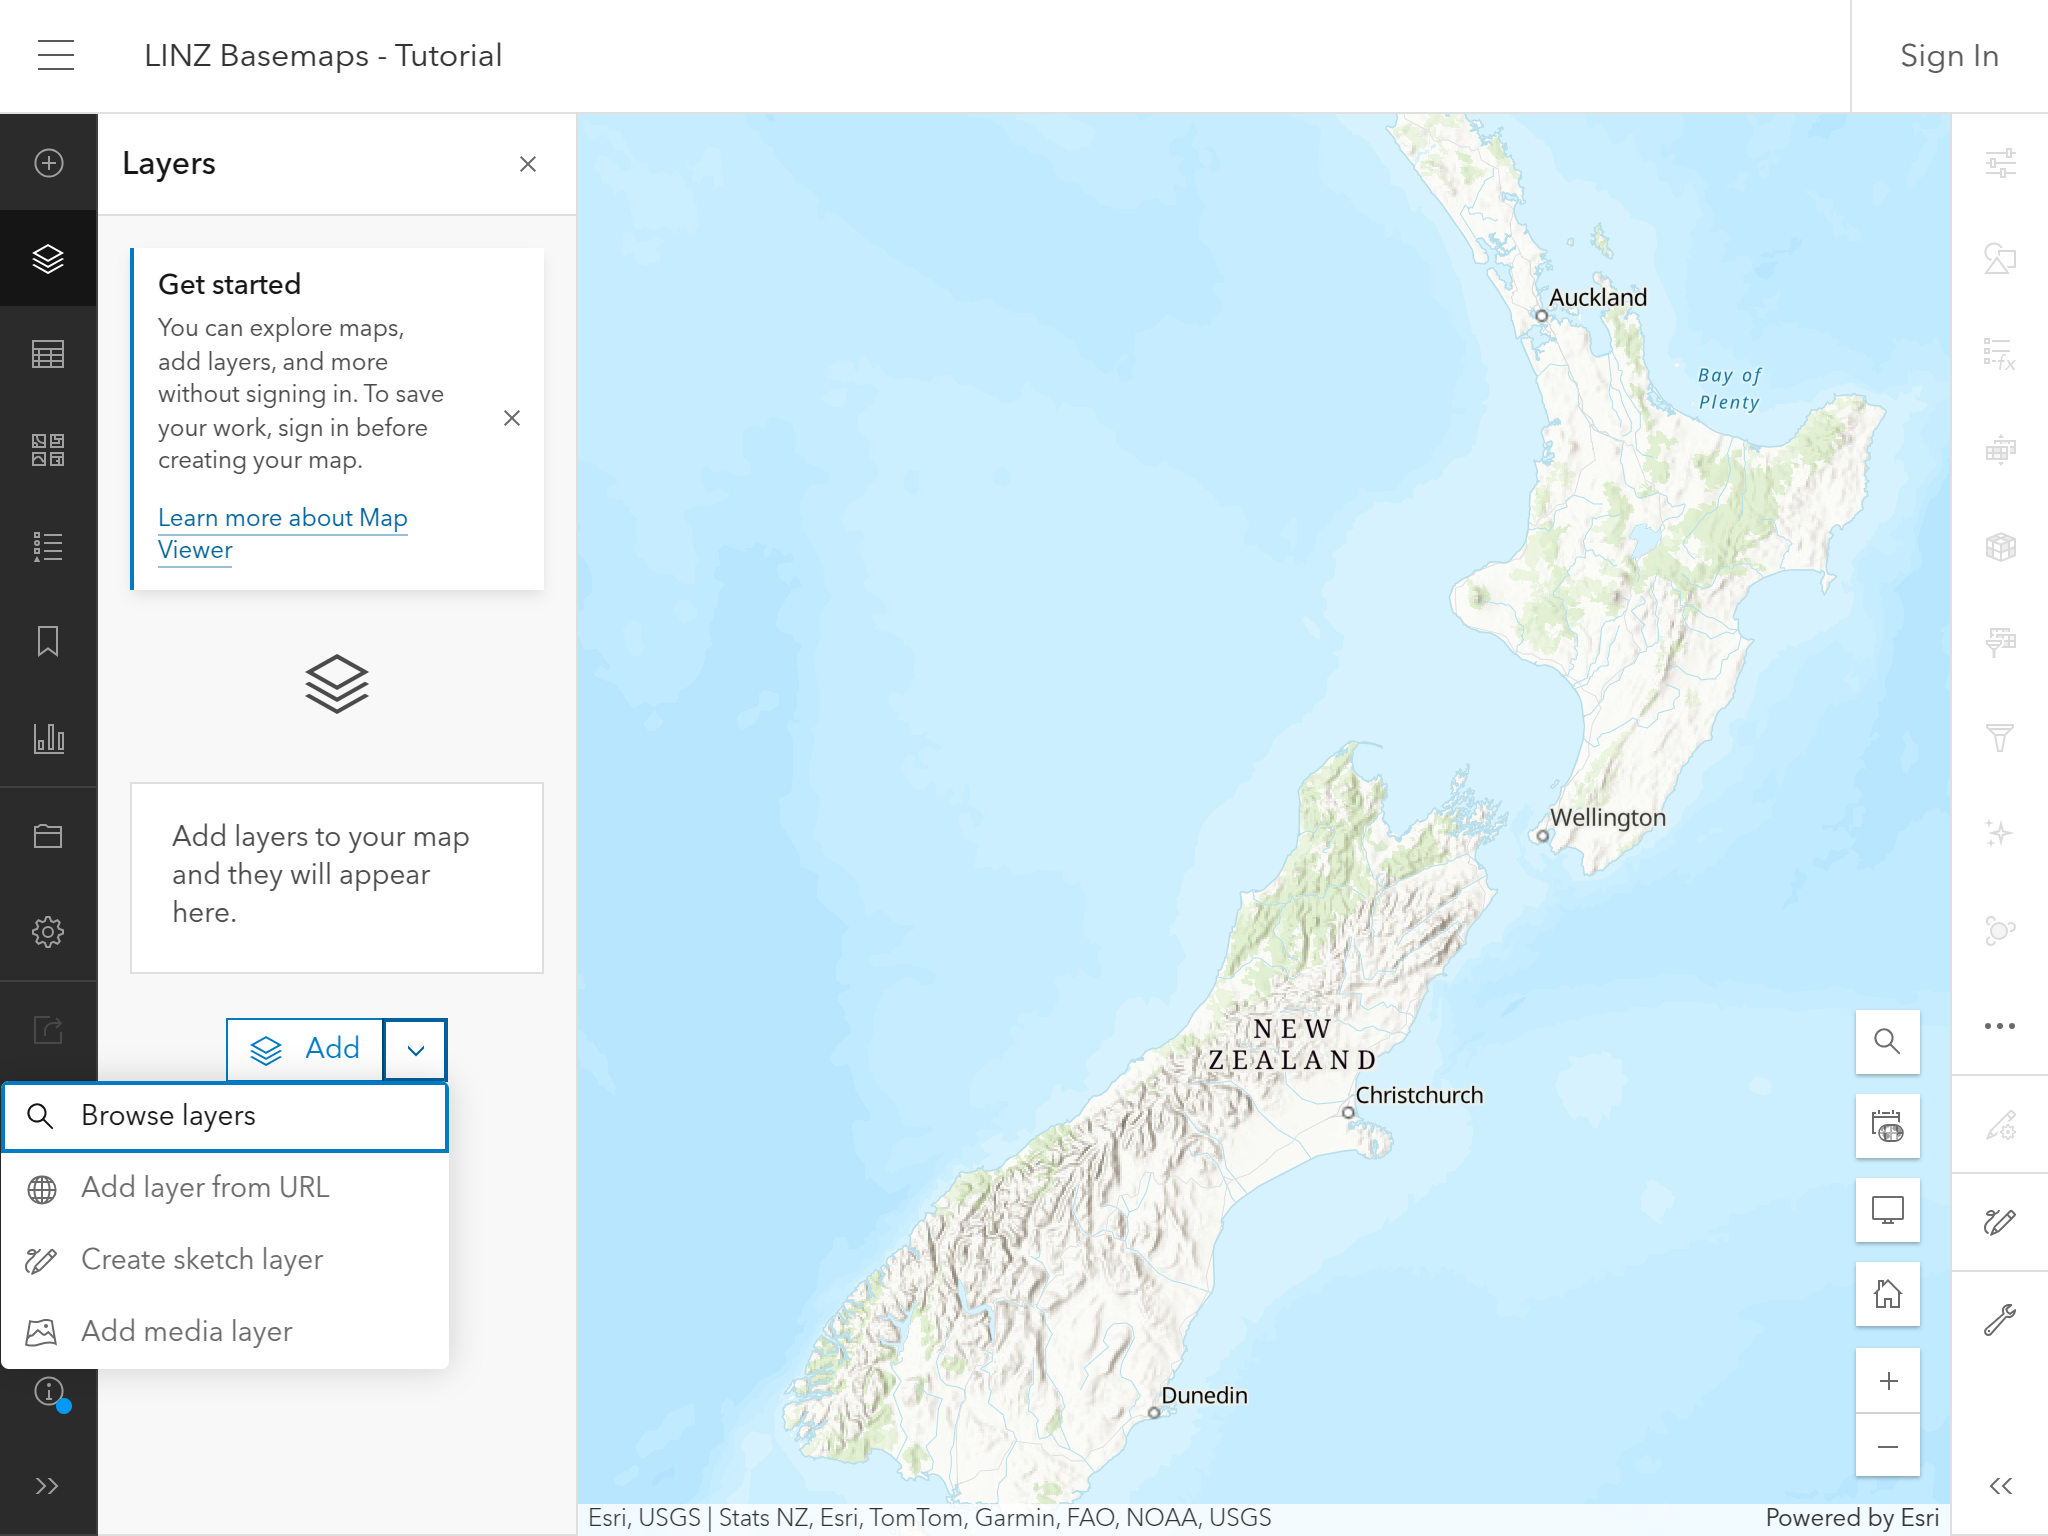 LINZ Basemaps - Tutorial
Sign In
Layers
Get started
You can explore maps,
add layers, and more
without signing in. To save
your work, sign in before
creating your map.
Learn more about Map
Viewer
Add layers to your map
and they will appear
here.
Add
Browse layers
Add layer from URL
Create sketch layer
Add media layer
Auckland
Bay of
Plenty
Wellington
NEW
ZEALAND
Christchurch
Dunedin
Esri, USGS | Stats NZ, Esri, TomTom, Garmin, FAO, NOAA, USGS
Powered by Esri